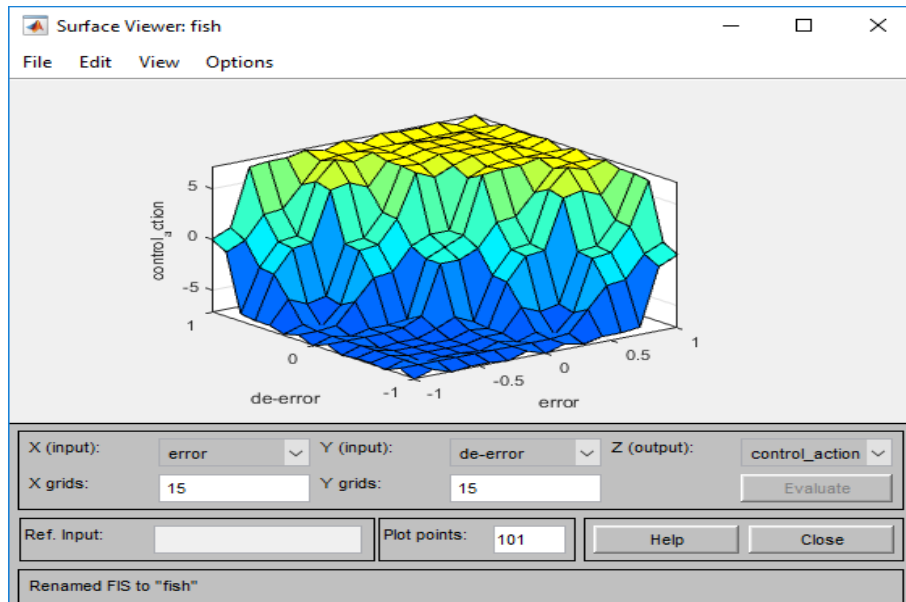 Surface Viewer: fish
File Edit View Options
5
0
-5
control_action
1
0
-1
de-error
-1
-0.5
0
0.5
1
error
X (input): error Y (input): de-error Z (output): control_action
X grids: 15 Y grids: 15 Evaluate
Ref. Input: Plot points: 101 Help Close
Renamed FIS to "fish"